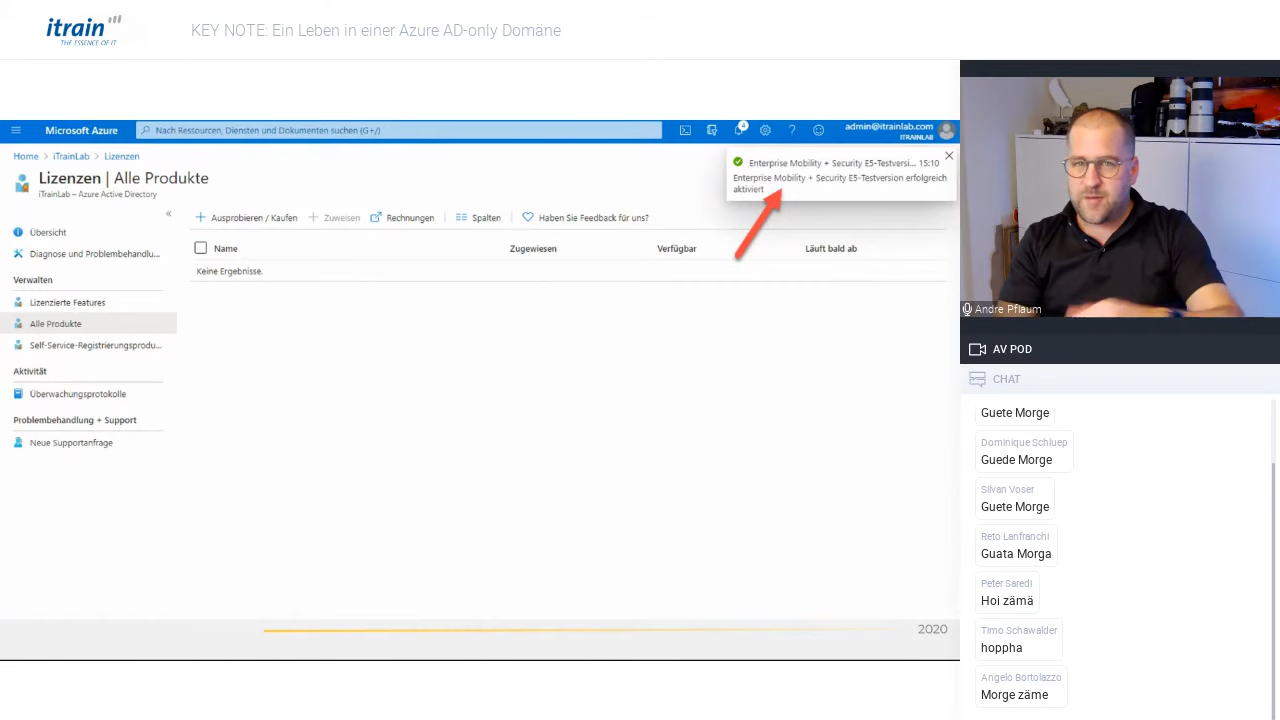 itrain
THE ESSENCE OF IT
KEY NOTE: Ein Leben in einer Azure AD-only Domäne
Microsoft Azure
Nach Ressourcen, Diensten und Dokumenten suchen (G+/)
4
admin@itrainlab.com
ITRAINLAB
Home > iTrainLab > Lizenzen
Lizenzen | Alle Produkte
iTrainLab – Azure Active Directory
Enterprise Mobility + Security E5-Testversi... 15:10
Enterprise Mobility + Security E5-Testversion erfolgreich
aktiviert
«
Ausprobieren / Kaufen
Zuweisen
Rechnungen
Spalten
Haben Sie Feedback für uns?
Übersicht
Diagnose und Problembehandlu...
Verwalten
Lizenzierte Features
Alle Produkte
Self-Service-Registrierungsprodu...
Aktivität
Überwachungsprotokolle
Problembehandlung + Support
Neue Supportanfrage
Name Zugewiesen Verfügbar Läuft bald ab
Keine Ergebnisse.
2020
Andre Pflaum
AV POD
CHAT
Guete Morge
Dominique Schluep
Guede Morge
Silvan Voser
Guete Morge
Reto Lanfranchi
Guata Morga
Peter Saredi
Hoi zämä
Timo Schawalder
hoppha
Angelo Bortolazzo
Morge zäme